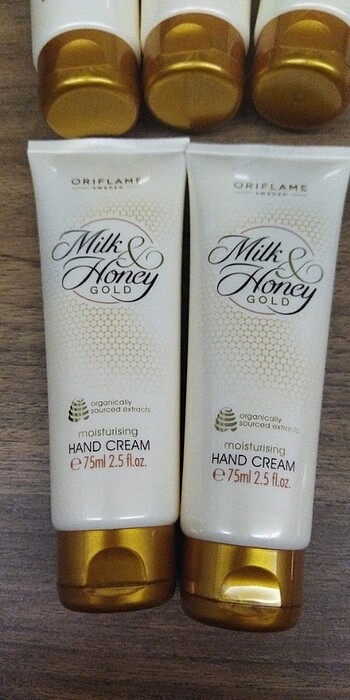 ORIFLAME
SWEDEN
Milk &
Honey
GOLD
organically
sourced extracts
moisturising
HAND CREAM
℮ 75ml 2.5 fl.oz.
ORIFLAME
SWEDEN
Milk &
Honey
GOLD
organically
sourced extracts
moisturising
HAND CREAM
℮ 75ml 2.5 fl.oz.